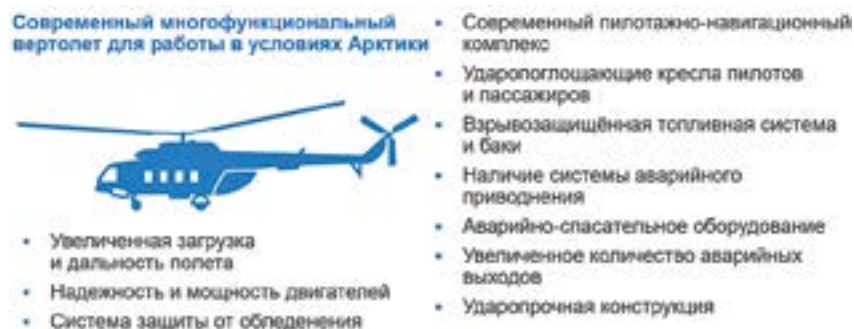 Современный многофункциональный
вертолет для работы в условиях Арктики
• Увеличенная загрузка
и дальность полета
• Надежность и мощность двигателей
• Система защиты от обледенения
• Современный пилотажно-навигационный
комплекс
• Ударопоглощающие кресла пилотов
и пассажиров
• Взрывозащищённая топливная система
и баки
• Наличие системы аварийного
приводнения
• Аварийно-спасательное оборудование
• Увеличенное количество аварийных
выходов
• Ударопрочная конструкция